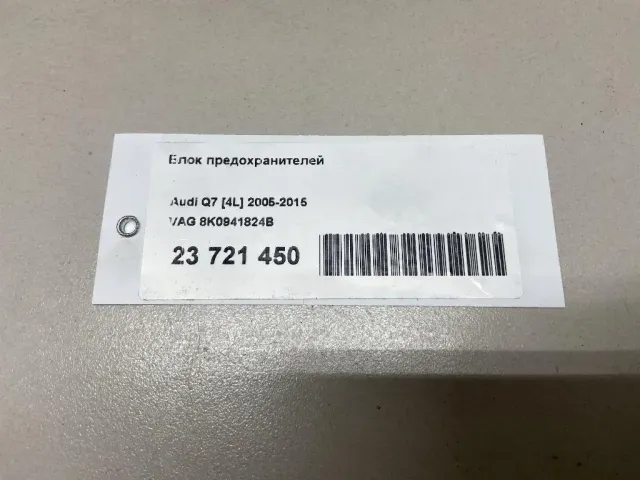 Блок предохранителей
Audi Q7 [4L] 2005-2015
VAG 8K0941824B
23 721 450